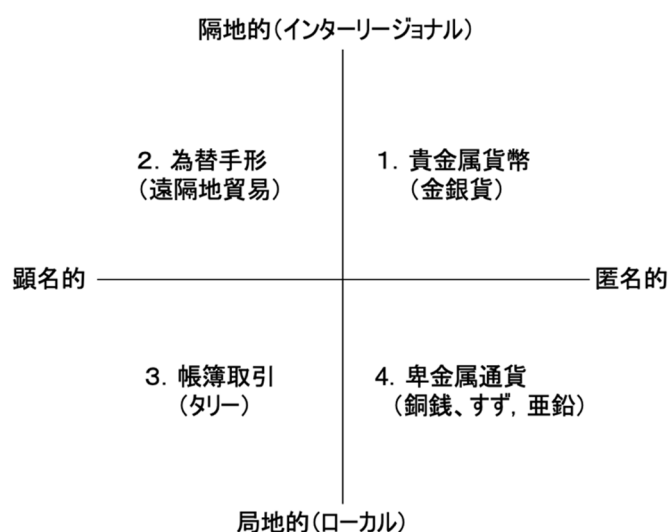 隔地的(インターリージョナル)
2. 為替手形
(遠隔地貿易)
1. 貴金属貨幣
(金銀貨)
顕名的
匿名的
3. 帳簿取引
(タリー)
4. 卑金属通貨
(銅銭、すず, 亜鉛)
局地的(ローカル)